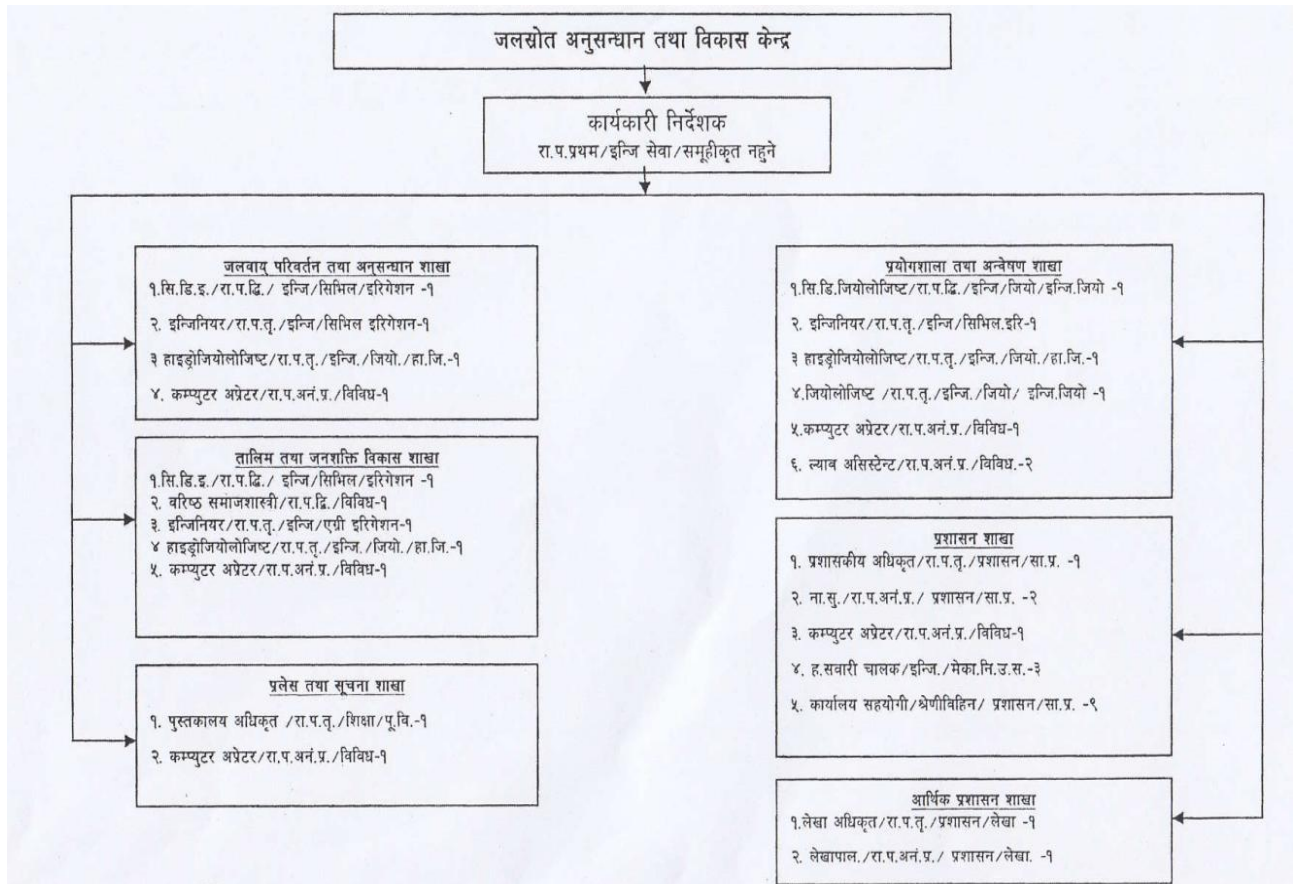 जलस्रोत अनुसन्धान तथा विकास केन्द्र
कार्यकारी निर्देशक
रा.प.प्रथम/इन्जि सेवा/समूहीकृत नहुने
जलवायु परिवर्तन तथा अनुसन्धान शाखा
१.सि.डि.इ./रा.प.द्वि./ इन्जि/सिभिल/इरिगेशन -१
२. इन्जिनियर/रा.प.तृ./इन्जि/सिभिल इरिगेशन-१
३ हाइड्रोजियोलोजिष्ट/रा.प.तृ./इन्जि./जियो./हा.जि.-१
४. कम्प्युटर अप्रेटर/रा.प.अनं.प्र./विविध-१
तालिम तथा जनशक्ति विकास शाखा
१.सि.डि.इ./रा.प.द्वि./ इन्जि/सिभिल/इरिगेशन -१
२. वरिष्ठ समाजशास्त्री/रा.प.द्वि./विविध-१
३. इन्जिनियर/रा.प.तृ./इन्जि/एग्री इरिगेशन-१
४ हाइड्रोजियोलोजिष्ट/रा.प.तृ./इन्जि./जियो./हा.जि.-१
५. कम्प्युटर अप्रेटर/रा.प.अनं.प्र./विविध-१
प्रलेस तथा सूचना शाखा
१. पुस्तकालय अधिकृत /रा.प.तृ./शिक्षा/पू.वि.-१
२. कम्प्युटर अप्रेटर/रा.प.अनं.प्र./विविध-१
प्रयोगशाला तथा अन्वेषण शाखा
१.सि.डि.जियोलोजिष्ट/रा.प.द्वि./इन्जि/जियो/इन्जि.जियो -१
२. इन्जिनियर/रा.प.तृ./इन्जि/सिभिल.इरि-१
३ हाइड्रोजियोलोजिष्ट/रा.प.तृ./इन्जि./जियो./हा.जि.-१
४.जियोलोजिष्ट /रा.प.तृ./इन्जि./जियो/ इन्जि.जियो -१
५.कम्प्युटर अप्रेटर/रा.प.अनं.प्र./विविध-१
६. ल्याब असिस्टेन्ट/रा.प.अनं.प्र./विविध.-२
प्रशासन शाखा
१. प्रशासकीय अधिकृत/रा.प.तृ./प्रशासन/सा.प्र. -१
२. ना.सु./रा.प.अनं.प्र./ प्रशासन/सा.प्र. -२
३. कम्प्युटर अप्रेटर/रा.प.अनं.प्र./विविध-१
४. ह.सवारी चालक/इन्जि./मेका.नि.उ.स.-३
५. कार्यालय सहयोगी/श्रेणीविहिन/ प्रशासन/सा.प्र. -९
आर्थिक प्रशासन शाखा
१.लेखा अधिकृत/रा.प.तृ./प्रशासन/लेखा -१
२. लेखापाल./रा.प.अनं.प्र./ प्रशासन/लेखा. -१